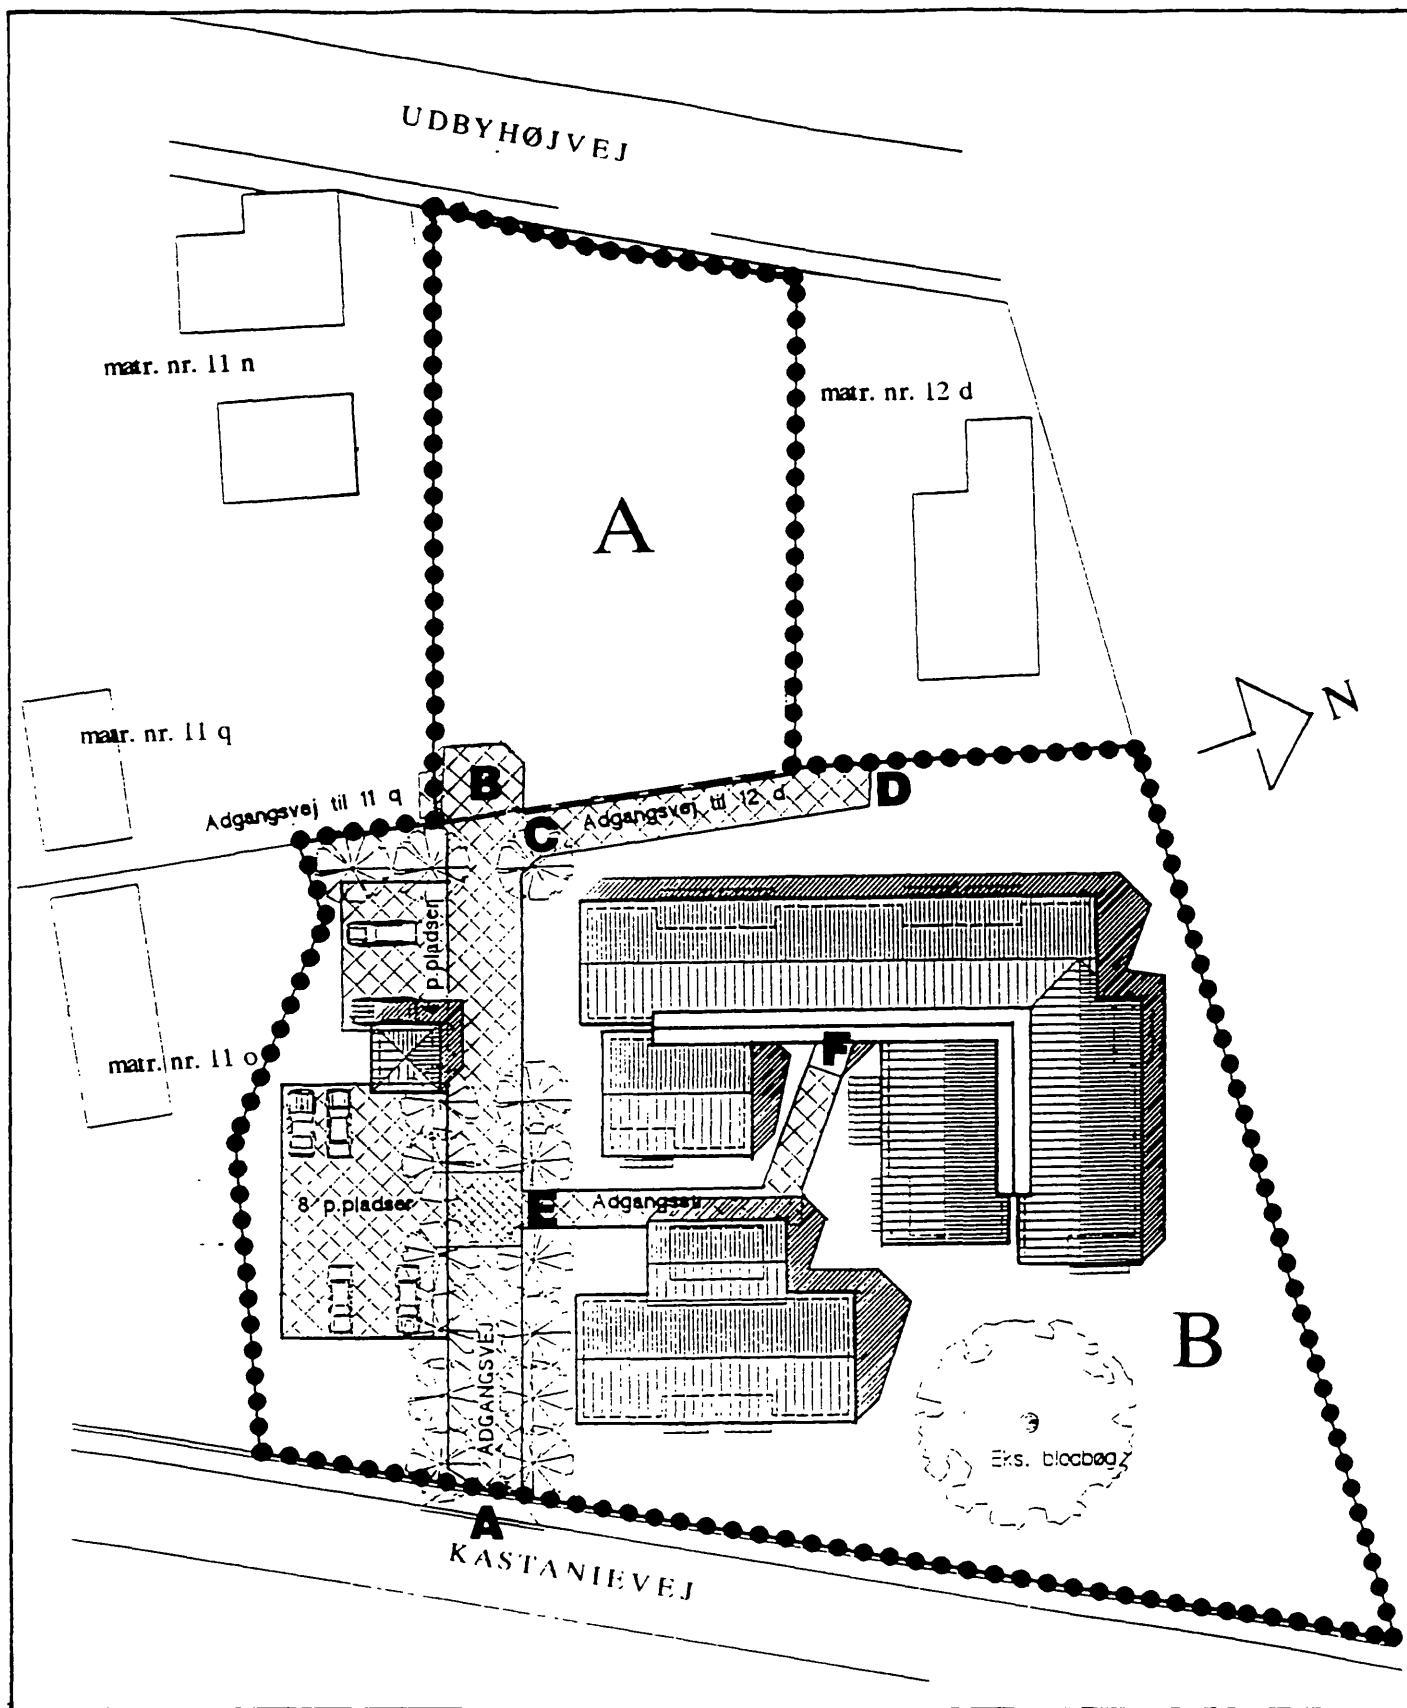 UDBYHØJVEJ
matr. nr. 11 n
matr. nr. 12 d
A
N
matr. nr. 11 q
B
D
Adgangsvej til 11 q
C
Adgangsvej til 12 d
p.pladser
F
matr. nr. 11 o
8 p.pladser
E
Adgangssti
ADGANGSVEJ
B
Eks. blodbøg
A
KASTANIEVEJ